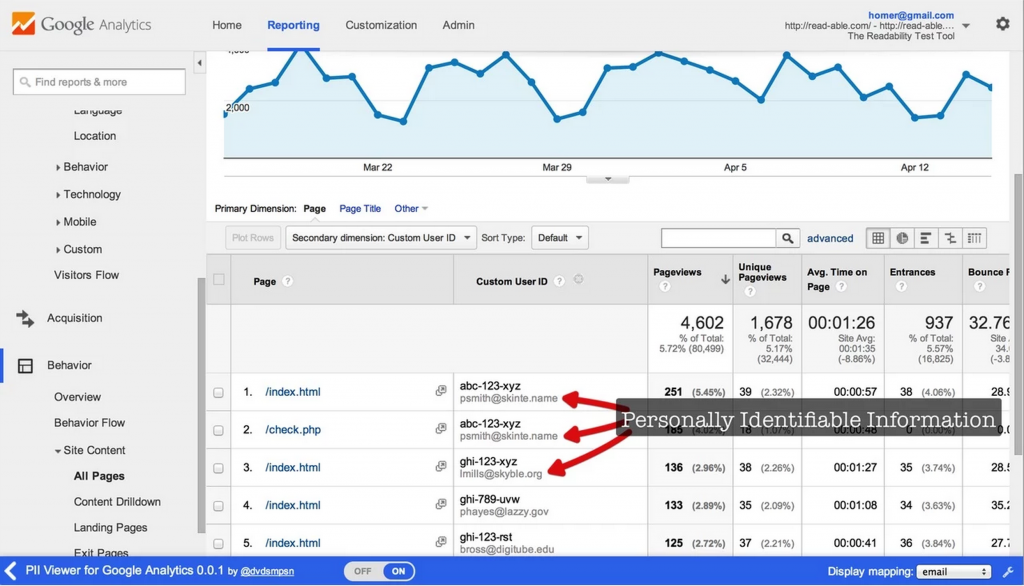 Google Analytics
Home Reporting Customization Admin
homer@gmail.com
http://read-able.com/ - http://read-able....
The Readability Test Tool
Find reports & more
Language
Location
Behavior
Technology
Mobile
Custom
Visitors Flow
Acquisition
Behavior
Overview
Behavior Flow
Site Content
All Pages
Content Drilldown
Landing Pages
Exit Pages
2,000
Mar 22 Mar 29 Apr 5 Apr 12
Primary Dimension: Page Page Title Other
Plot Rows Secondary dimension: Custom User ID Sort Type: Default advanced
Page ? Custom User ID ? Pageviews ? Unique Pageviews ? Avg. Time on Page ? Entrances ? Bounce R ?
4,602 1,678 00:01:26 937 32.76
% of Total: 5.72% (80,499) % of Total: 5.17% (32,444) Site Avg: 00:01:35 (-8.86%) % of Total: 5.57% (16,825) Site 34. (-3.8
1. /index.html abc-123-xyz 251 (5.45%) 39 (2.32%) 00:00:57 38 (4.06%) 28.9
psmith@skinte.name
Personally Identifiable Information
2. /check.php abc-123-xyz 185 (4.02%) 18 (1.07%) 00:00:48 0 (0.00%) 0.0
psmith@skinte.name
3. /index.html ghi-123-xyz 136 (2.96%) 38 (2.26%) 00:01:27 35 (3.74%) 28.5
lmills@skyble.org
4. /index.html ghi-789-uvw 133 (2.89%) 35 (2.09%) 00:01:08 34 (3.63%) 35.2
phayes@lazzy.gov
5. /index.html ghi-123-rst 125 (2.72%) 37 (2.21%) 00:00:41 36 (3.84%) 27.7
bross@digitube.edu
PII Viewer for Google Analytics 0.0.1 by @dvdsmpsn OFF ON Display mapping: email